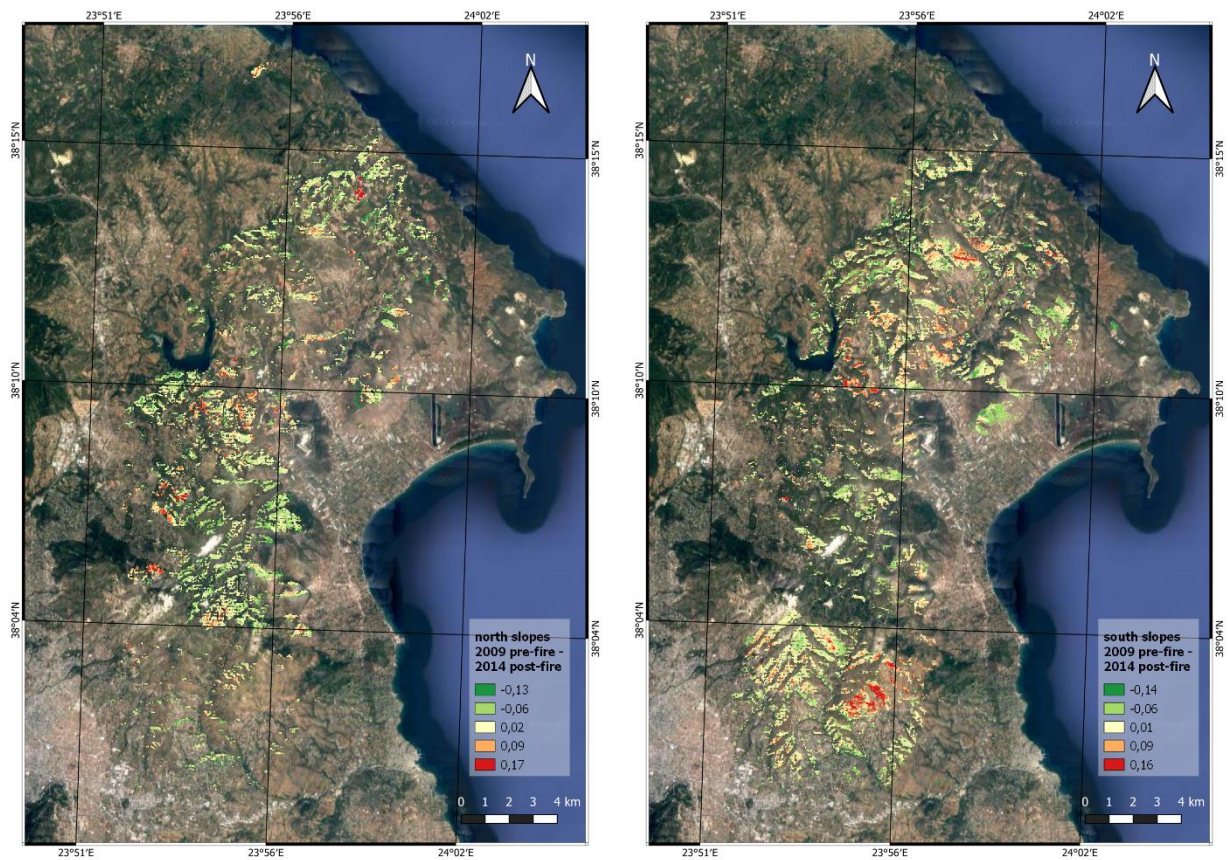 23°51'E 23°56'E 24°02'E
N
38°15'N 38°15'N
38°10'N 38°10'N
38°04'N 38°04'N
north slopes
2009 pre-fire -
2014 post-fire
-0,13
-0,06
0,02
0,09
0,17
0 1 2 3 4 km
23°51'E 23°56'E 24°02'E
23°51'E 23°56'E 24°02'E
N
38°15'N 38°15'N
38°10'N 38°10'N
38°04'N 38°04'N
south slopes
2009 pre-fire -
2014 post-fire
-0,14
-0,06
0,01
0,09
0,16
0 1 2 3 4 km
23°51'E 23°56'E 24°02'E